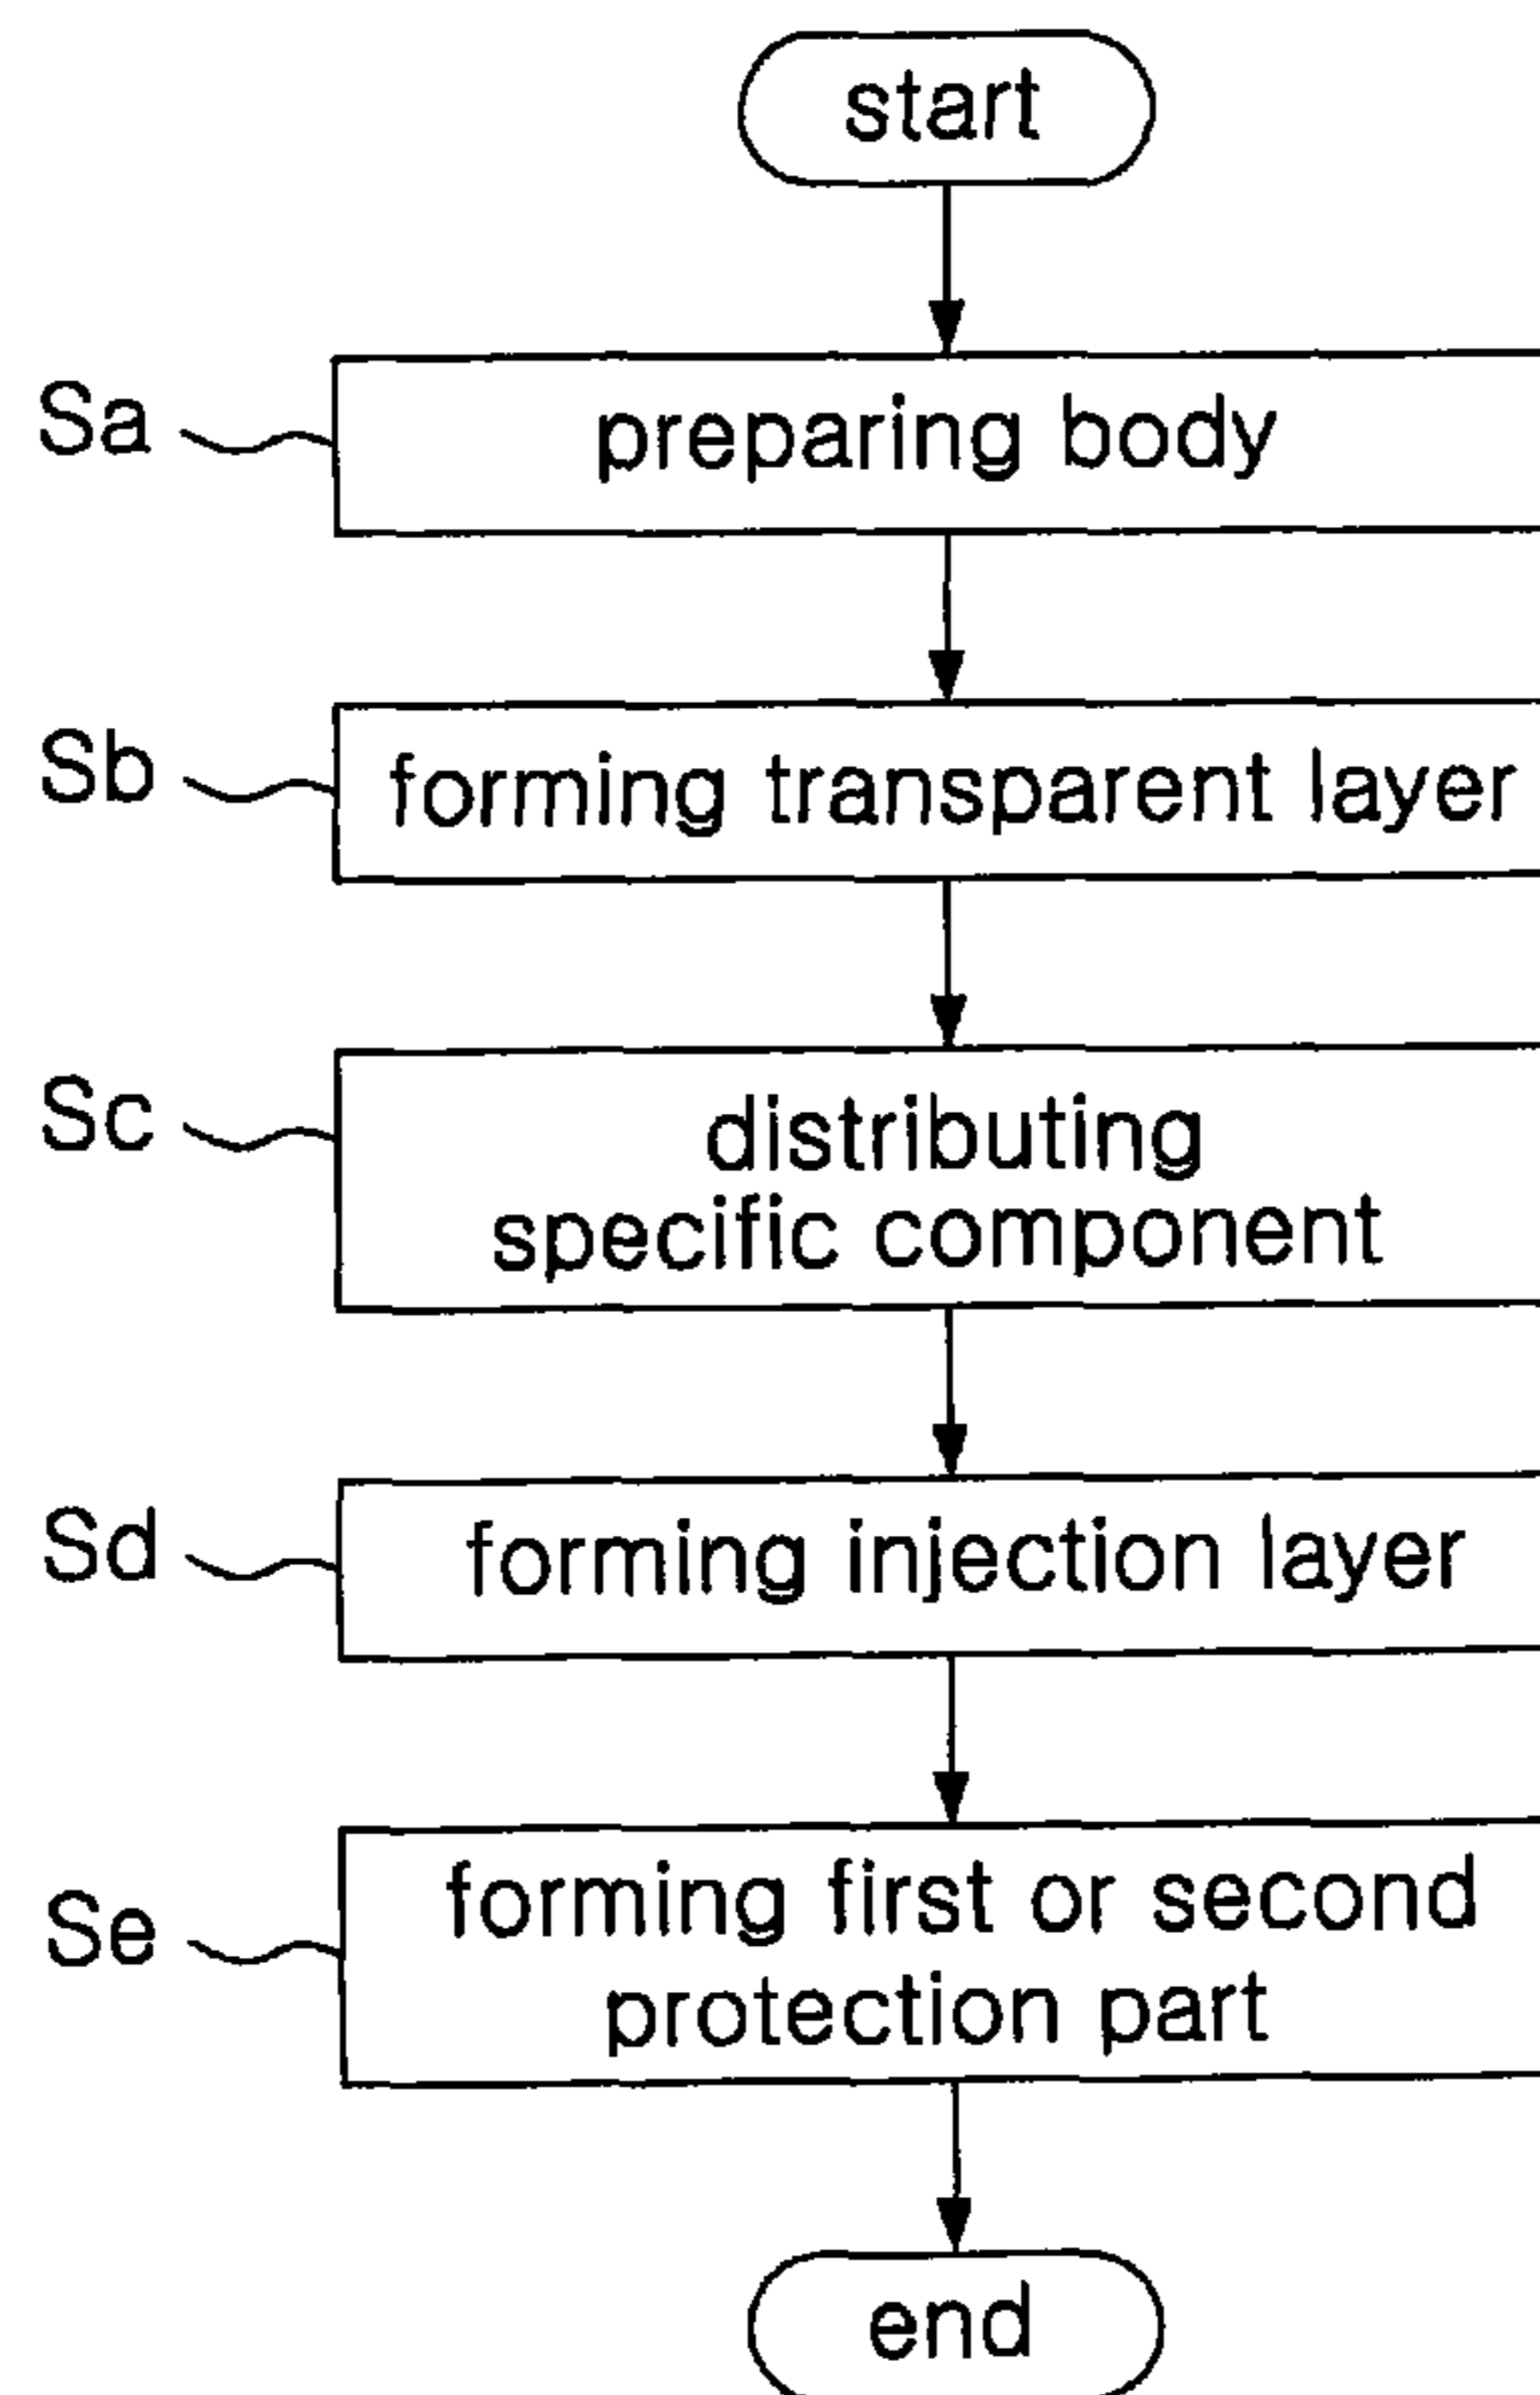 start
Sa
preparing body
Sb
forming transparent layer
Sc
distributing
specific component
Sd
forming injection layer
Se
forming first or second
protection part
end